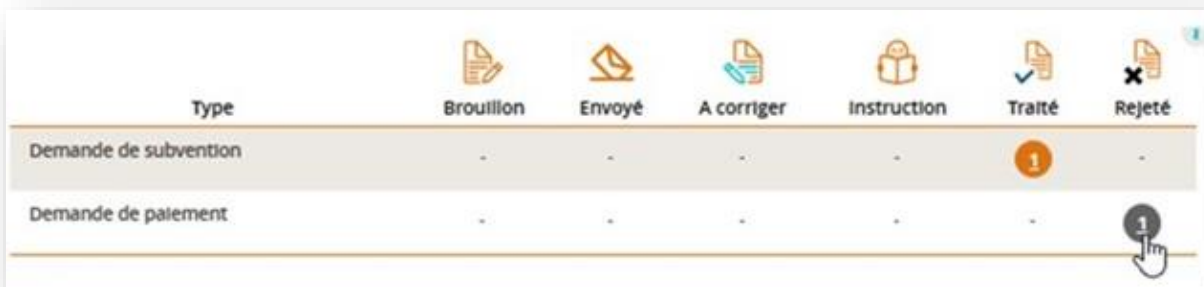 Type Brouillon Envoyé A corriger Instruction Traité Rejeté
Demande de subvention - - - - 1 -
Demande de paiement - - - - - 1